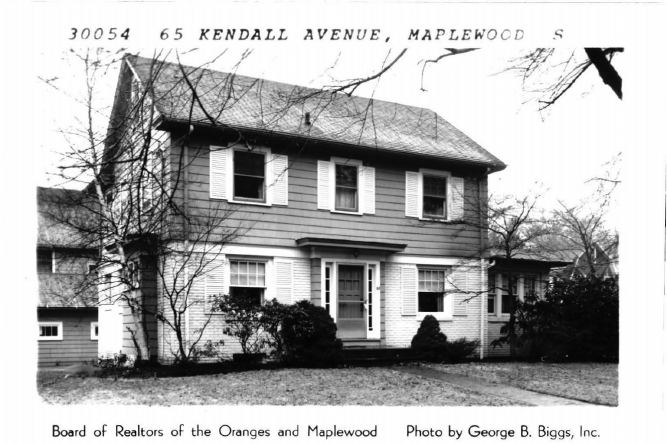 30054 65 KENDALL AVENUE, MAPLEWOOD S
Board of Realtors of the Oranges and Maplewood Photo by George B. Biggs, Inc.